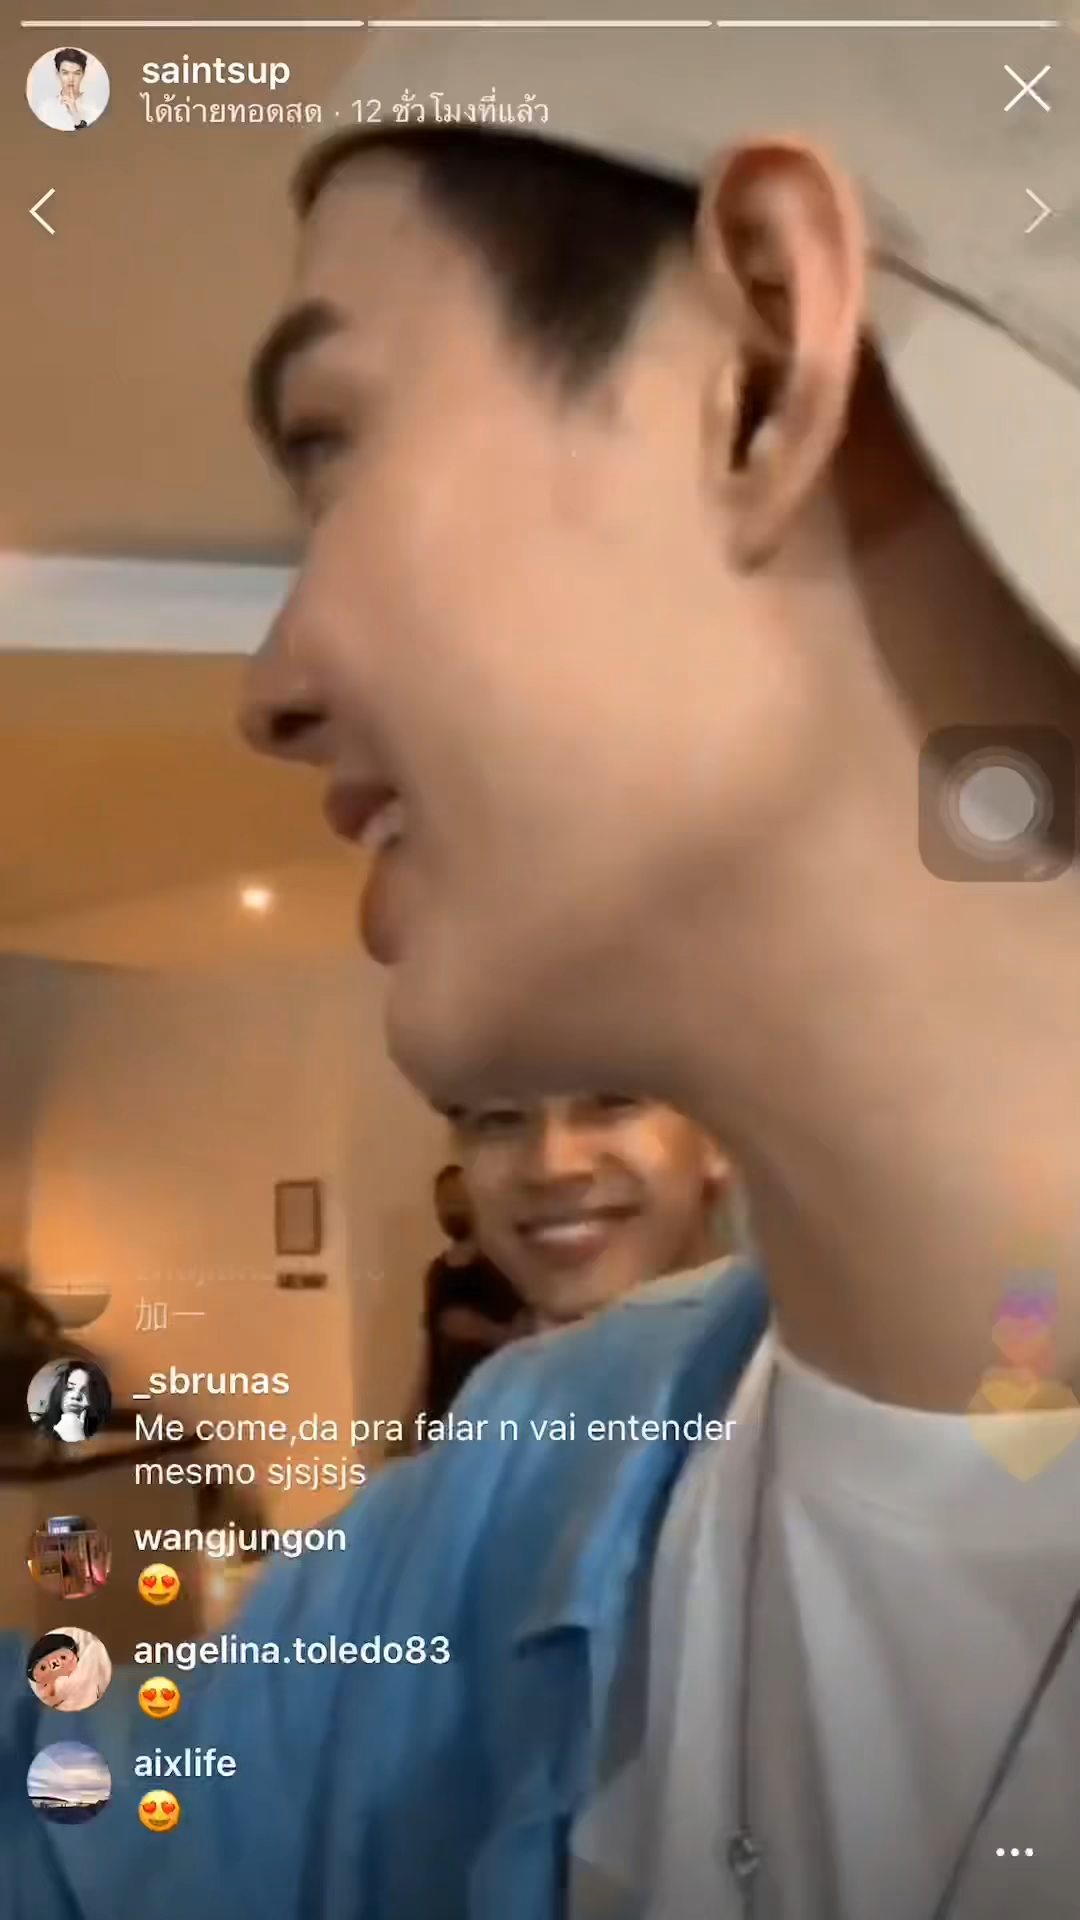 saintsup
ได้ถ่ายทอดสด · 12 ชั่วโมงที่แล้ว
加一
_sbrunas
Me come,da pra falar n vai entender
mesmo sjsjsjs
wangjungon
😍
angelina.toledo83
😍
aixlife
😍